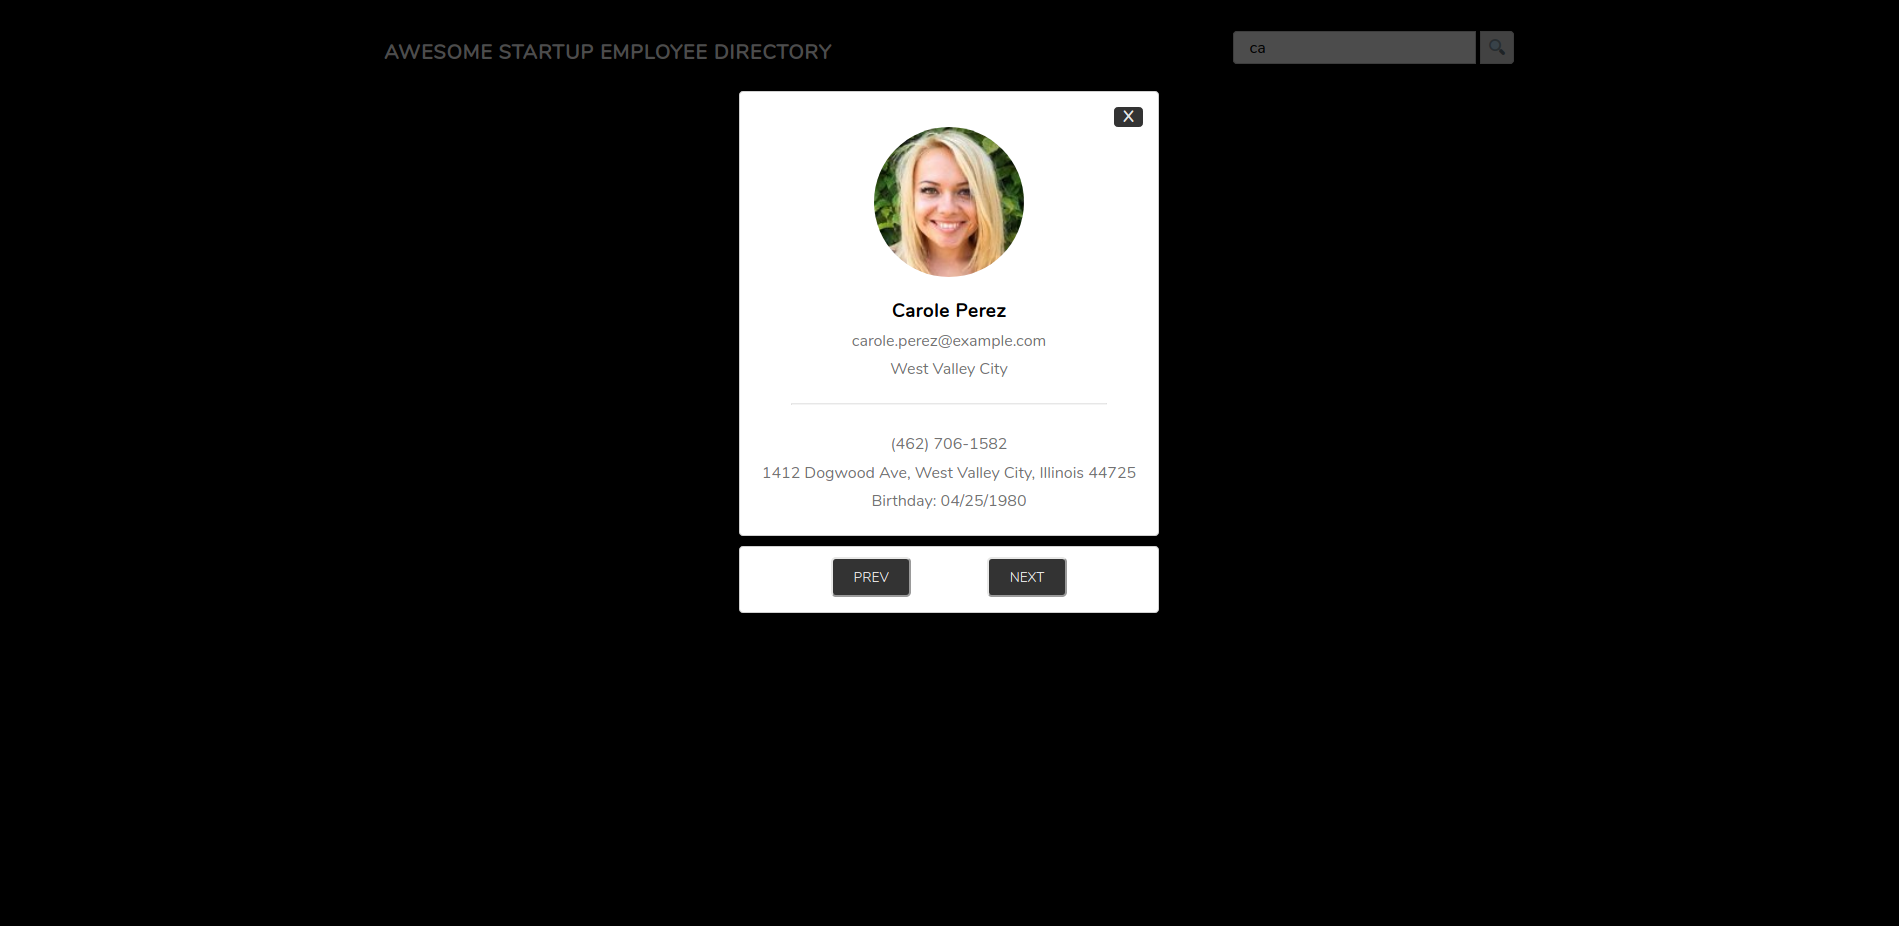 AWESOME STARTUP EMPLOYEE DIRECTORY
ca
X
Carole Perez
carole.perez@example.com
West Valley City
(462) 706-1582
1412 Dogwood Ave, West Valley City, Illinois 44725
Birthday: 04/25/1980
PREV
NEXT